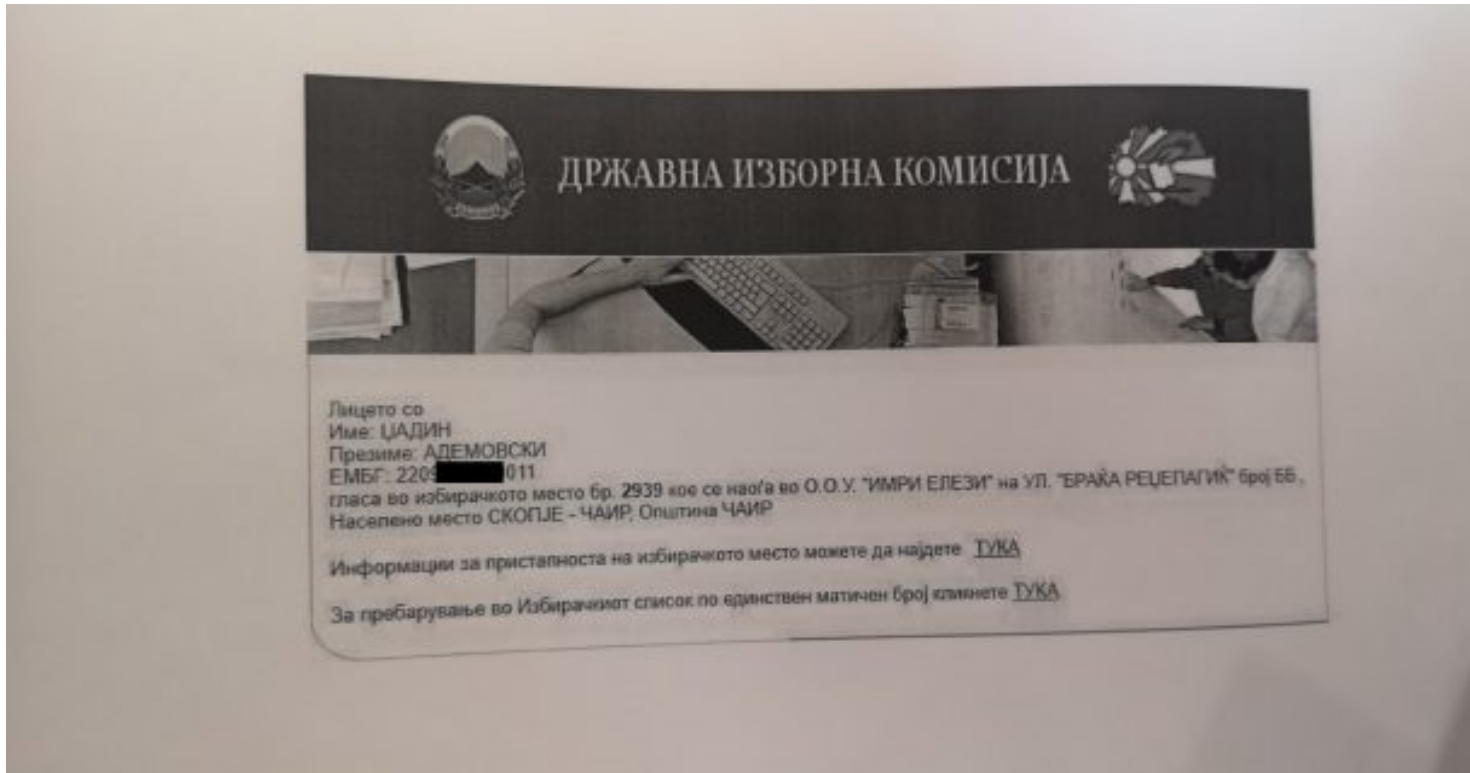 ДРЖАВНА ИЗБОРНА КОМИСИЈА
Лицето со
Име: ЏАДИН
Презиме: АДЕМОВСКИ
ЕМБГ: 2209 011
гласа во избирачкото место бр. 2939 кое се наоѓа во О.О.У. "ИМРИ ЕЛЕЗИ" на УЛ. "БРАЌА РЕЏЕПАГИЌ" број ББ ,
Населено место СКОПЈЕ - ЧАИР, Општина ЧАИР
Информации за пристапноста на избирачкото место можете да најдете ТУКА
За пребарување во Избирачкиот список по единствен матичен број кликнете ТУКА